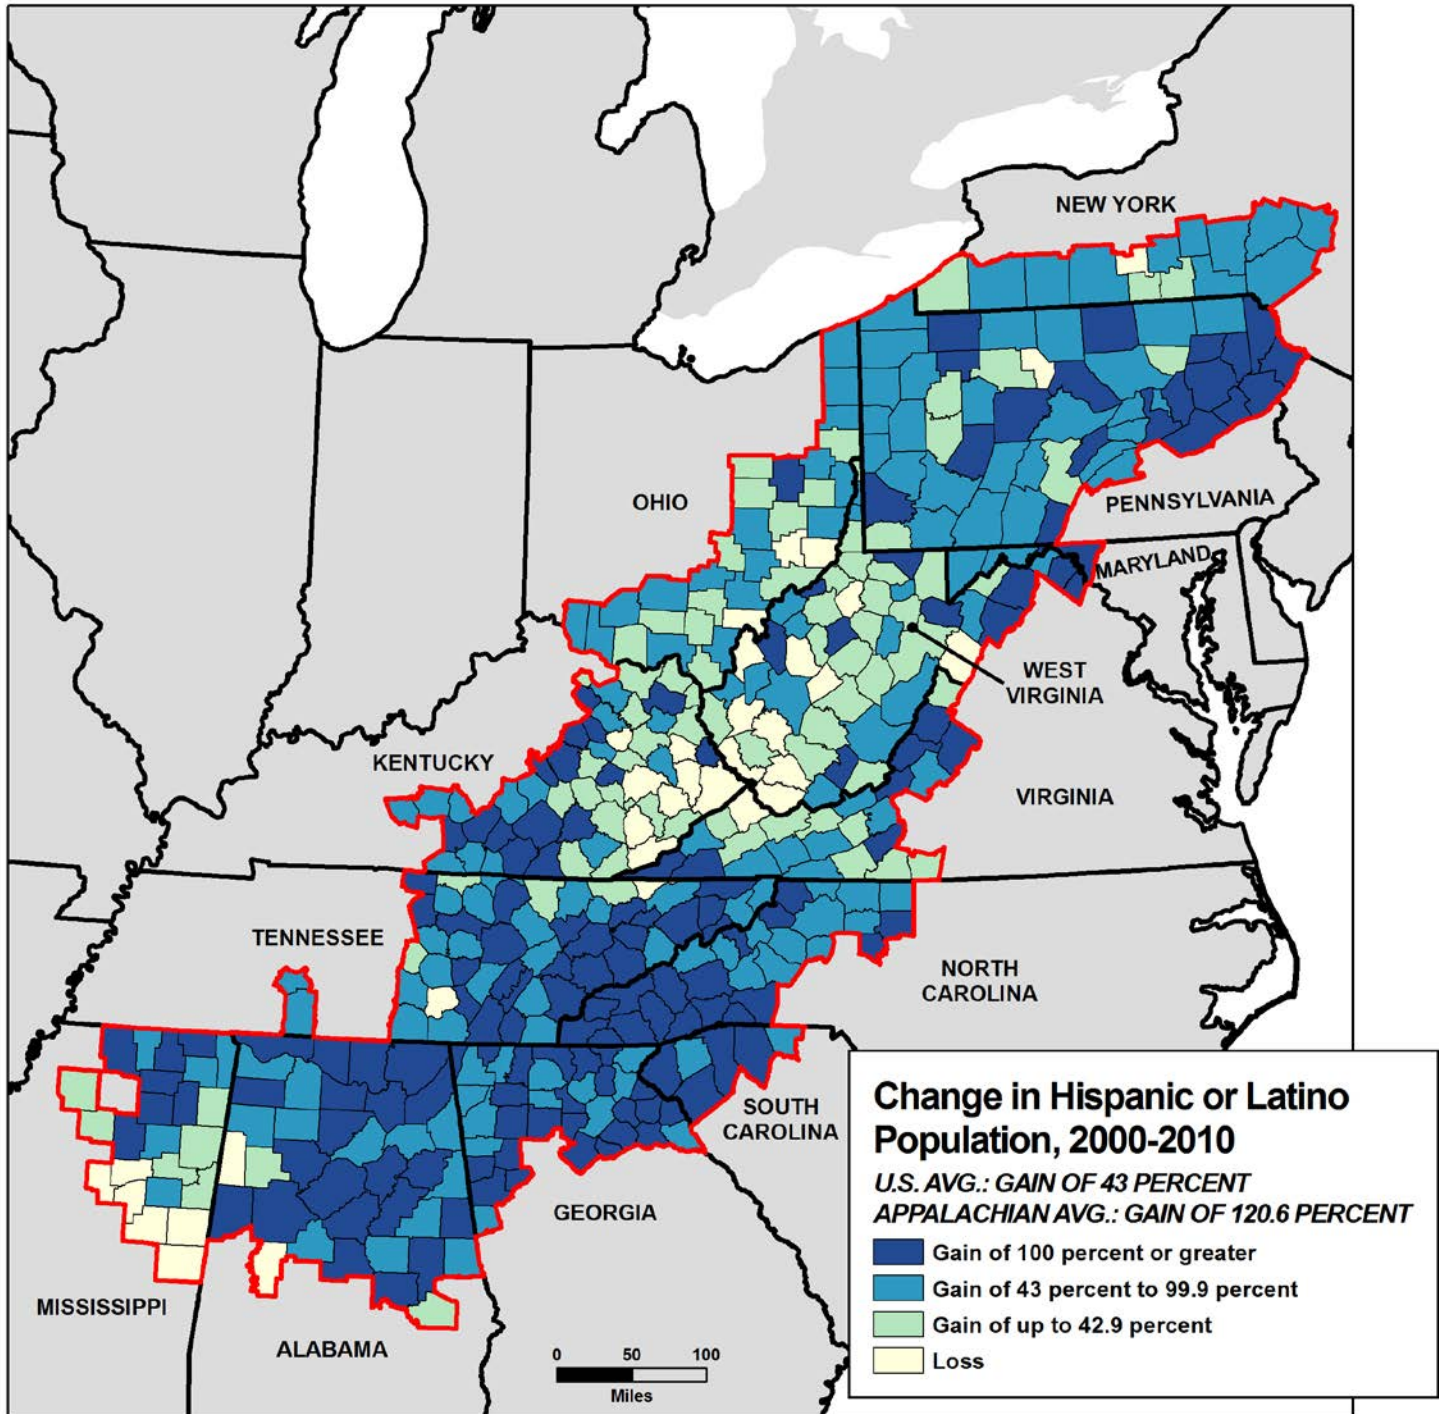 NEW YORK
OHIO
PENNSYLVANIA
MARYLAND
WEST
VIRGINIA
KENTUCKY
VIRGINIA
TENNESSEE
NORTH
CAROLINA
SOUTH
CAROLINA
GEORGIA
MISSISSIPPI
ALABAMA
0 50 100
Miles
Change in Hispanic or Latino
Population, 2000-2010
U.S. AVG.: GAIN OF 43 PERCENT
APPALACHIAN AVG.: GAIN OF 120.6 PERCENT
Gain of 100 percent or greater
Gain of 43 percent to 99.9 percent
Gain of up to 42.9 percent
Loss